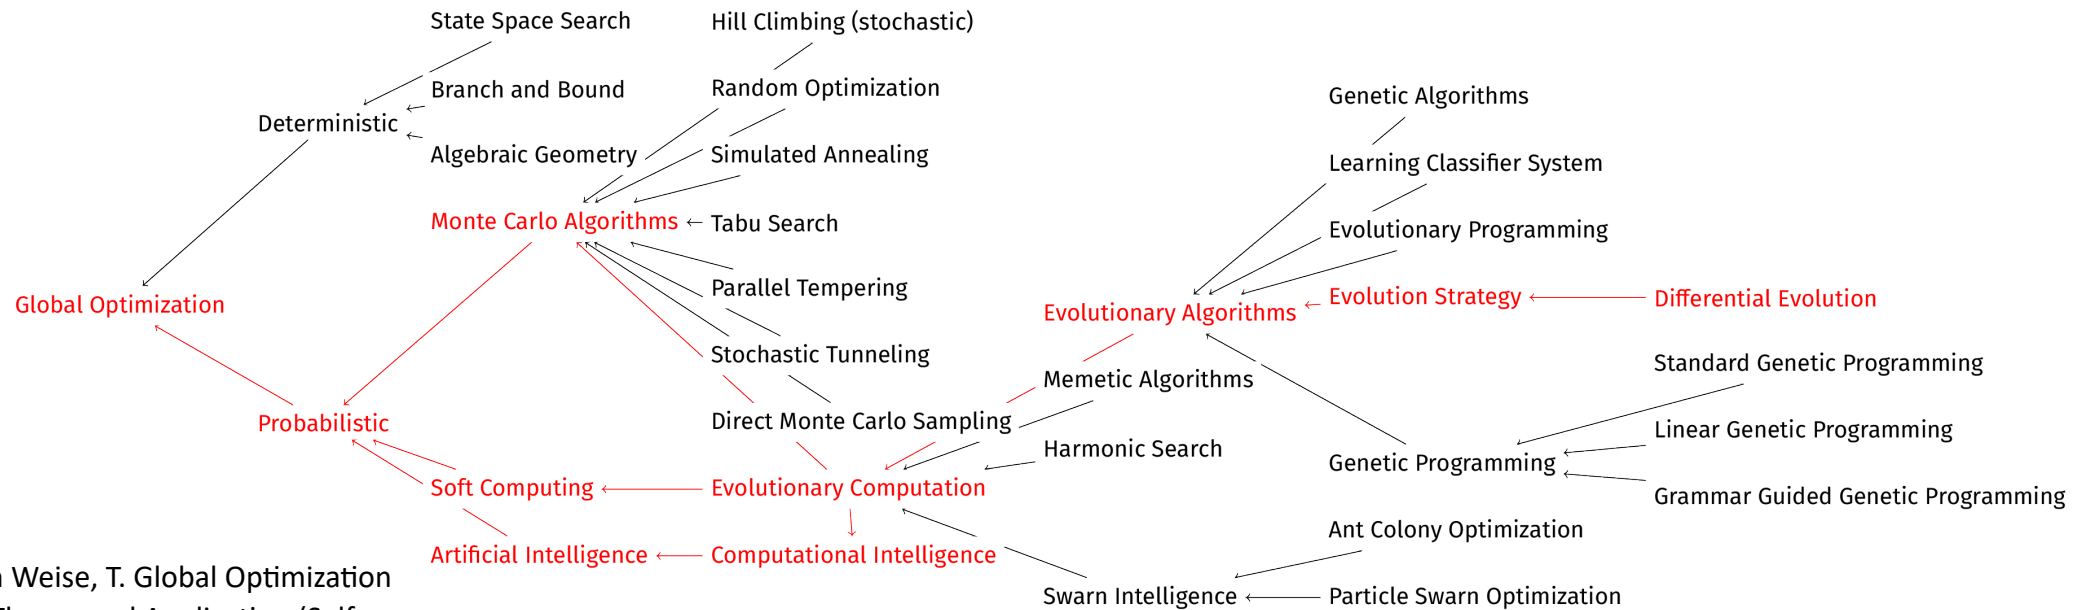 State Space Search
Hill Climbing (stochastic)
Branch and Bound
Random Optimization
Genetic Algorithms
Deterministic
Algebraic Geometry
Simulated Annealing
Learning Classifier System
Monte Carlo Algorithms
Tabu Search
Evolutionary Programming
Parallel Tempering
Global Optimization
Evolutionary Algorithms
Evolution Strategy
Differential Evolution
Stochastic Tunneling
Memetic Algorithms
Standard Genetic Programming
Probabilistic
Direct Monte Carlo Sampling
Harmonic Search
Linear Genetic Programming
Genetic Programming
Soft Computing
Evolutionary Computation
Grammar Guided Genetic Programming
Ant Colony Optimization
Artificial Intelligence
Computational Intelligence
Swarn Intelligence
Particle Swarn Optimization
Weise, T. Global Optimization